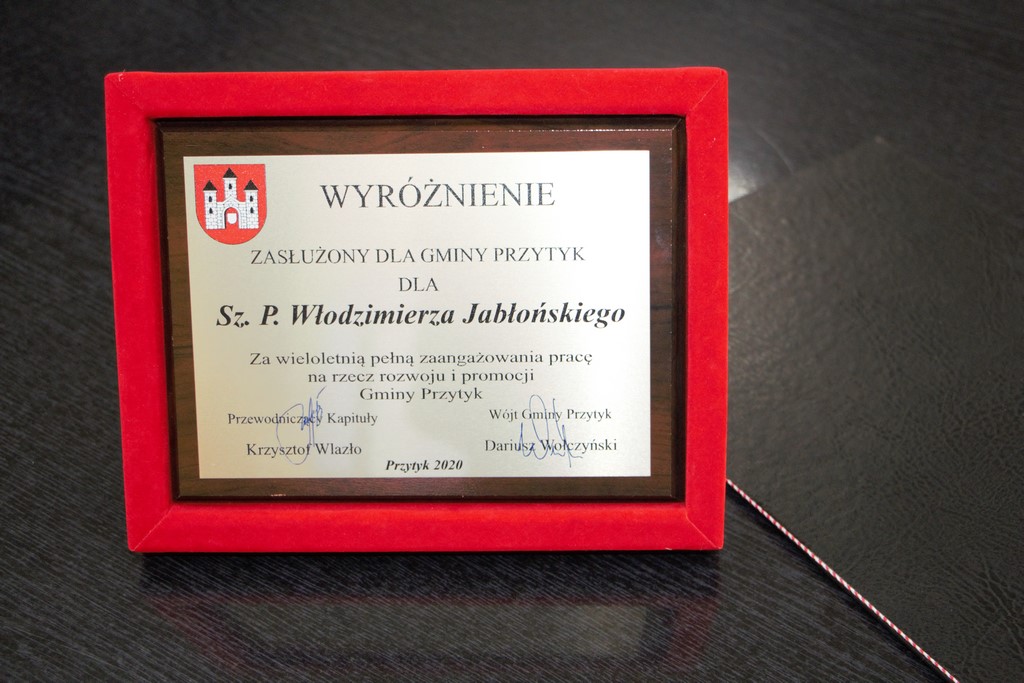 WYRÓŻNIENIE
ZASŁUŻONY DLA GMINY PRZYTYK
DLA
Sz. P. Włodzimierza Jabłońskiego
Za wieloletnią pełną zaangażowania pracę
na rzecz rozwoju i promocji
Gminy Przytyk
Przewodniczący Kapituły
Wójt Gminy Przytyk
Krzysztof Wlazło
Dariusz Wołczyński
Przytyk 2020